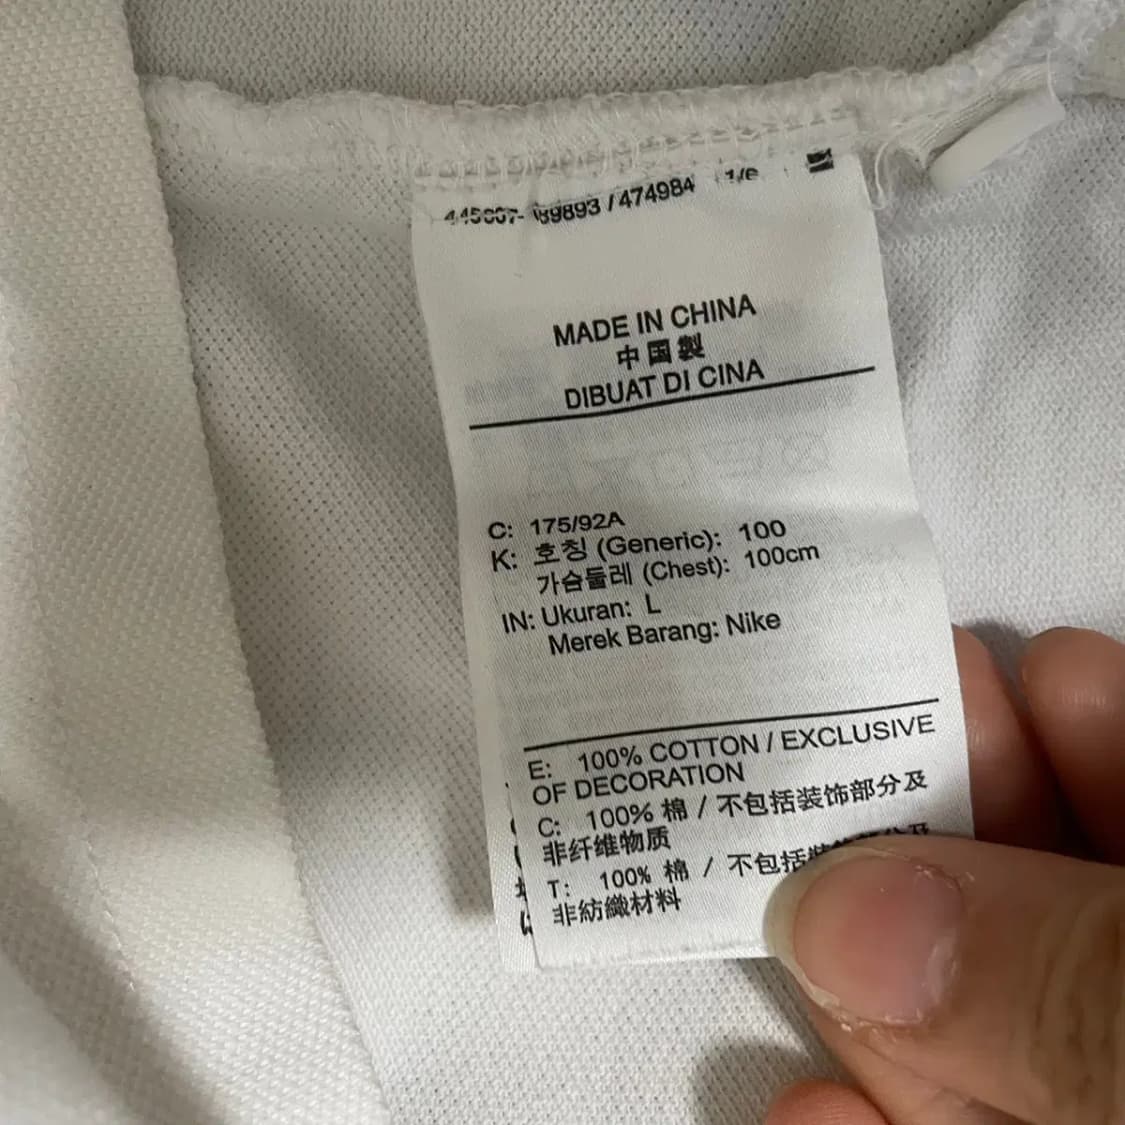 / 474984
MADE IN CHINA
中国製
DIBUAT DI CINA
C: 175/92A
K: 호칭 (Generic): 100
가슴둘레 (Chest): 100cm
IN: Ukuran: L
Merek Barang: Nike
E: 100% COTTON / EXCLUSIVE
OF DECORATION
C: 100% 棉 / 不包括装饰部分及
非纤维物质
T: 100% 棉 / 不包括
非紡織材料